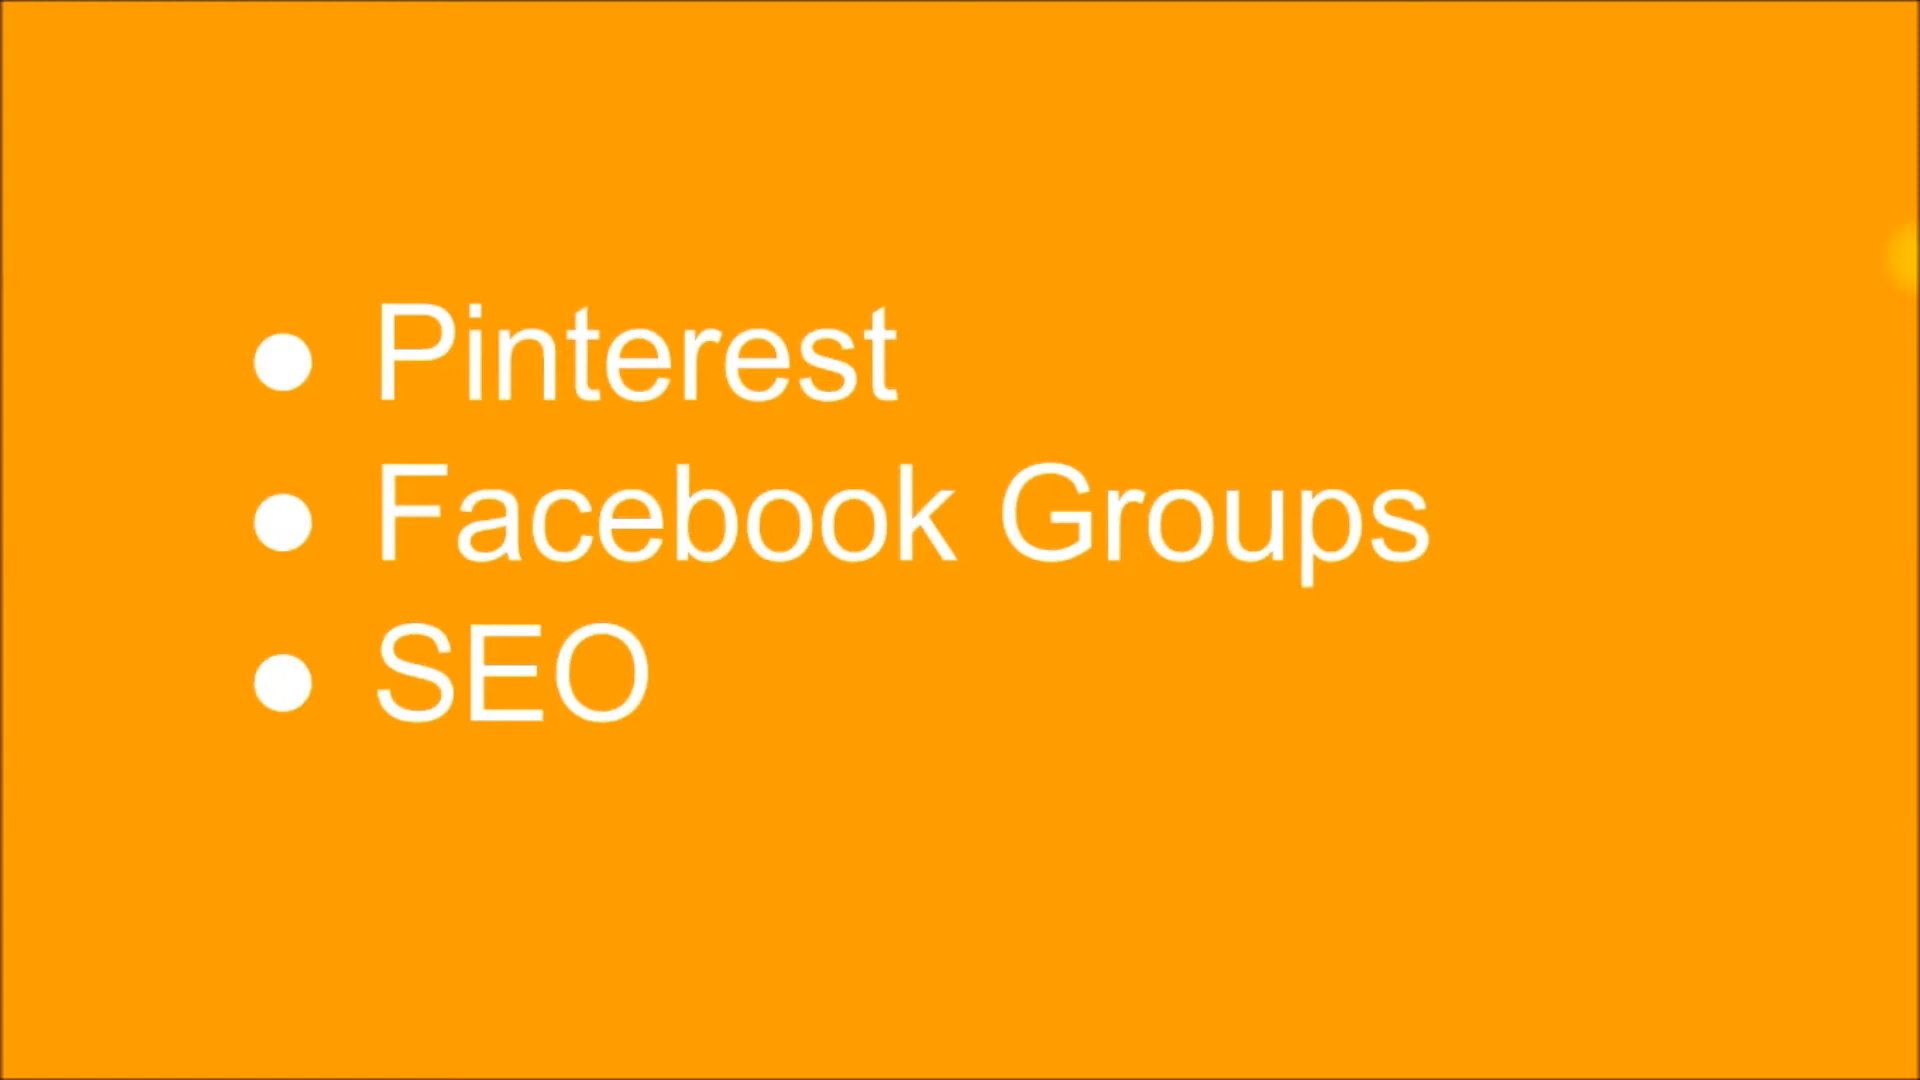 ● Pinterest
● Facebook Groups
● SEO